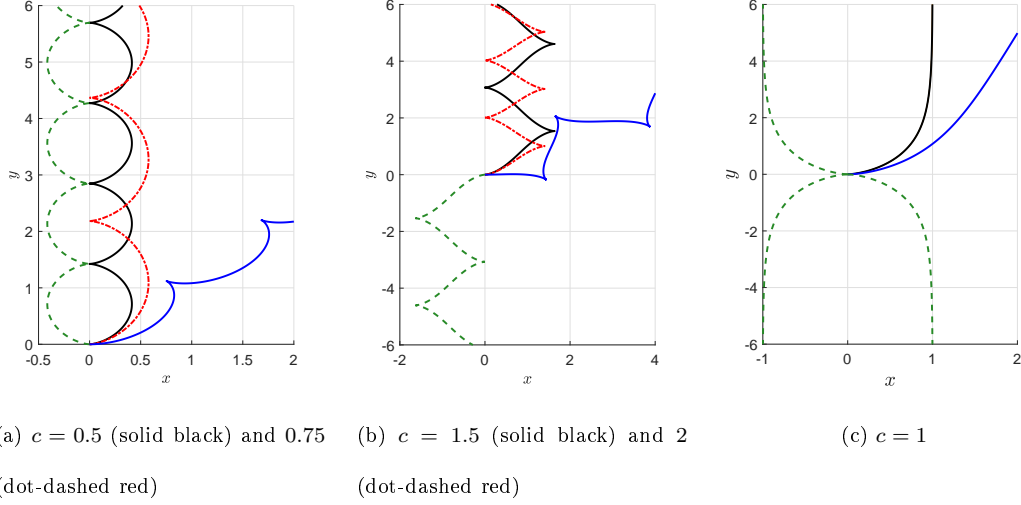 6
5
4
3
2
1
0
y
-0.5 0 0.5 1 1.5 2
x
6
4
2
0
-2
-4
-6
y
-2 0 2 4
x
6
4
2
0
-2
-4
-6
y
-1 0 1 2
x
(a) c = 0.5 (solid black) and 0.75
(dot-dashed red)
(b) c = 1.5 (solid black) and 2
(dot-dashed red)
(c) c = 1